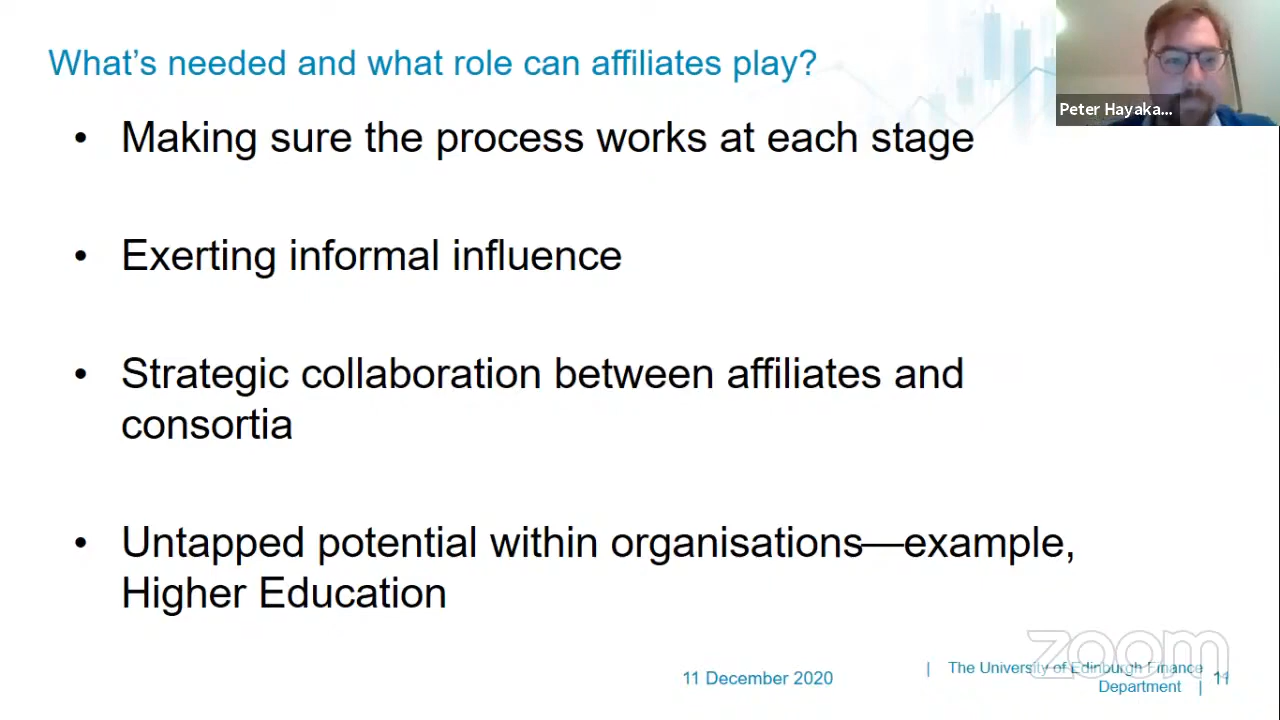 What's needed and what role can affiliates play?
Peter Hayaka...
• Making sure the process works at each stage
• Exerting informal influence
• Strategic collaboration between affiliates and
consortia
• Untapped potential within organisations—example,
Higher Education
zoom
11 December 2020
| The University of Edinburgh Finance
Department |
11